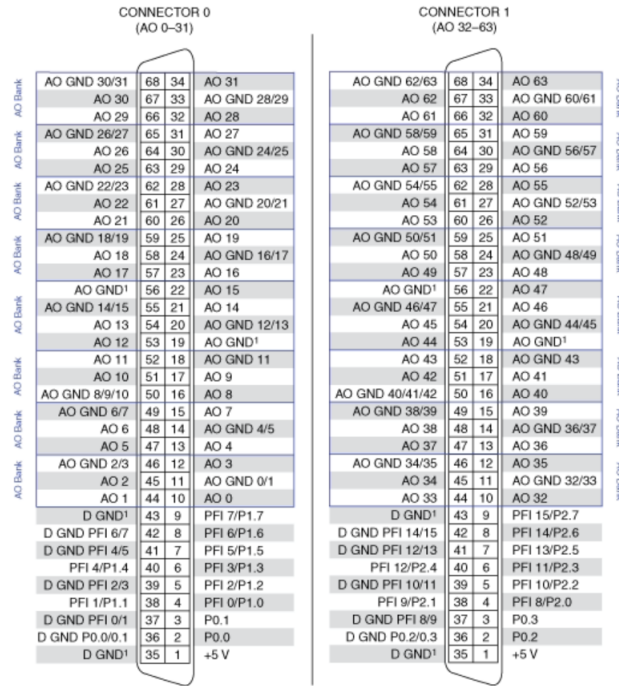 CONNECTOR 0
(AO 0–31)
AO GND 30/31 68 34 AO 31
AO 30 67 33 AO GND 28/29
AO 29 66 32 AO 28
AO GND 26/27 65 31 AO 27
AO 26 64 30 AO GND 24/25
AO 25 63 29 AO 24
AO GND 22/23 62 28 AO 23
AO 22 61 27 AO GND 20/21
AO 21 60 26 AO 20
AO GND 18/19 59 25 AO 19
AO 18 58 24 AO GND 16/17
AO 17 57 23 AO 16
AO GND¹ 56 22 AO 15
AO GND 14/15 55 21 AO 14
AO 13 54 20 AO GND 12/13
AO 12 53 19 AO GND¹
AO 11 52 18 AO GND 11
AO 10 51 17 AO 9
AO GND 8/9/10 50 16 AO 8
AO GND 6/7 49 15 AO 7
AO 6 48 14 AO GND 4/5
AO 5 47 13 AO 4
AO GND 2/3 46 12 AO 3
AO 2 45 11 AO GND 0/1
AO 1 44 10 AO 0
D GND¹ 43 9 PFI 7/P1.7
D GND PFI 6/7 42 8 PFI 6/P1.6
D GND PFI 4/5 41 7 PFI 5/P1.5
PFI 4/P1.4 40 6 PFI 3/P1.3
D GND PFI 2/3 39 5 PFI 2/P1.2
PFI 1/P1.1 38 4 PFI 0/P1.0
D GND PFI 0/1 37 3 P0.1
D GND P0.0/0.1 36 2 P0.0
D GND¹ 35 1 +5 V
AO Bank
AO Bank
AO Bank
AO Bank
AO Bank
AO Bank
AO Bank
AO Bank
CONNECTOR 1
(AO 32–63)
AO GND 62/63 68 34 AO 63
AO 62 67 33 AO GND 60/61
AO 61 66 32 AO 60
AO GND 58/59 65 31 AO 59
AO 58 64 30 AO GND 56/57
AO 57 63 29 AO 56
AO GND 54/55 62 28 AO 55
AO 54 61 27 AO GND 52/53
AO 53 60 26 AO 52
AO GND 50/51 59 25 AO 51
AO 50 58 24 AO GND 48/49
AO 49 57 23 AO 48
AO GND¹ 56 22 AO 47
AO GND 46/47 55 21 AO 46
AO 45 54 20 AO GND 44/45
AO 44 53 19 AO GND¹
AO 43 52 18 AO GND 43
AO 42 51 17 AO 41
AO GND 40/41/42 50 16 AO 40
AO GND 38/39 49 15 AO 39
AO 38 48 14 AO GND 36/37
AO 37 47 13 AO 36
AO GND 34/35 46 12 AO 35
AO 34 45 11 AO GND 32/33
AO 33 44 10 AO 32
D GND¹ 43 9 PFI 15/P2.7
D GND PFI 14/15 42 8 PFI 14/P2.6
D GND PFI 12/13 41 7 PFI 13/P2.5
PFI 12/P2.4 40 6 PFI 11/P2.3
D GND PFI 10/11 39 5 PFI 10/P2.2
PFI 9/P2.1 38 4 PFI 8/P2.0
D GND PFI 8/9 37 3 P0.3
D GND P0.2/0.3 36 2 P0.2
D GND¹ 35 1 +5 V